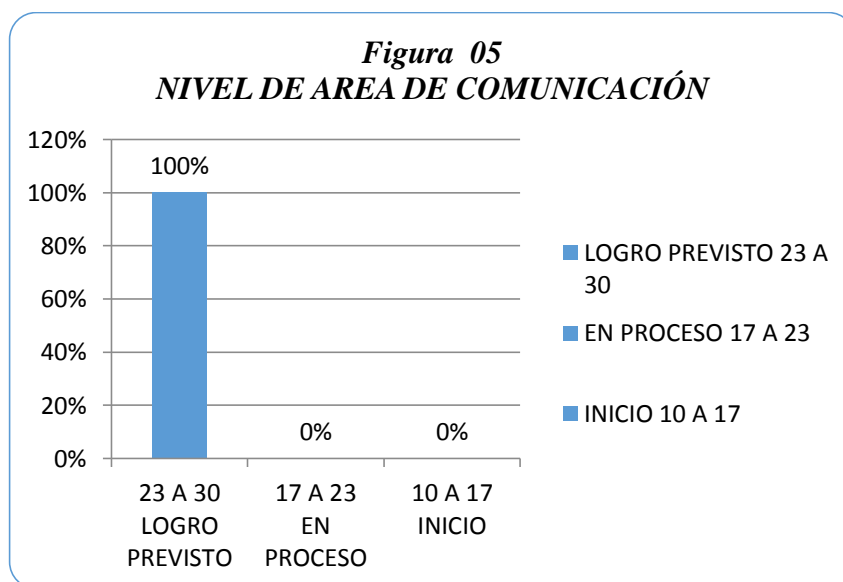 Figura 05
NIVEL DE AREA DE COMUNICACIÓN
120%
100%
80%
60%
40%
20%
0%
100%
0%
0%
23 A 30
LOGRO
PREVISTO
17 A 23
EN
PROCESO
10 A 17
INICIO
LOGRO PREVISTO 23 A
30
EN PROCESO 17 A 23
INICIO 10 A 17